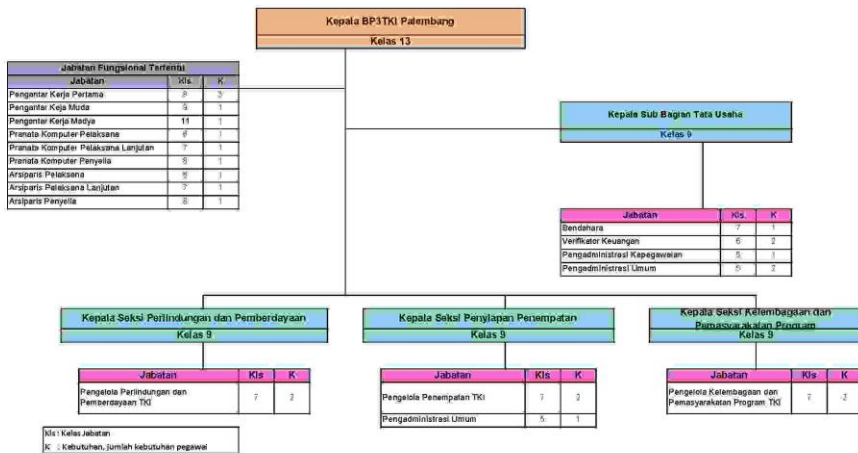 Kepala BP3TKI Palembang
Kelas 13
Jabatan Fungsional Tertentu
Jabatan Kls. K
Pengantar Kerja Pertama 3
Pengantar Keja Muda 9 1
Pengantar Kerja Madya 11 1
Pranata Komputer Pelaksana 6 1
Pranata Komputer Pelaksana Lanjutan 7 1
Pranata Komputer Penyelia 8 1
Arsiparis Pelaksana 1
Arsiparis Pelaksana Lanjutan 7 1
Arsiparis Penyelia 8 1
Kepala Sub Bagian Tata Usaha
Kelas 9
Jabatan Kls. K
Bendahara 7 1
Verifikator Keuangan 6 2
Pengadministrasi Kepegawaian 5 1
Pengadministrasi Umum 5 2
Kepala Seksi Perlindungan dan Pemberdayaan
Kelas 9
Jabatan Kls K
Pengelola Perlindungan dan
Pemberdayaan TKI 7 2
Kepala Seksi Penyiapan Penempatan
Kelas 9
Jabatan Kls K
Pengelola Penempatan TKI 7 2
Pengadministrasi Umum 5 1
Kepala Seksi Kelembagaan dan
Pemasyarakatan Program
Kelas 9
Jabatan Kls K
Pengelola Kelembagaan dan
Pemasyarakatan Program TKI 7
Kls : Kelas Jabatan
K : Kebutuhan, jumlah kebutuhan pegawai